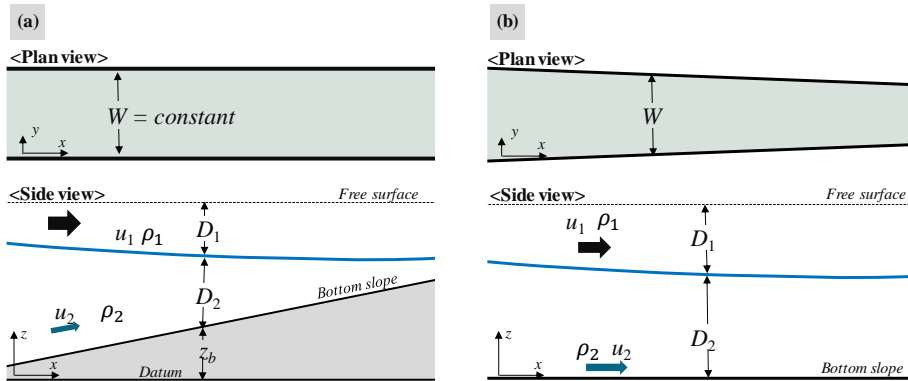 (a)
<Plan view>
W = constant
y
x
<Side view>
Free surface
D1
u1 ρ1
D2
Bottom slope
u2 ρ2
z
zb
x
Datum
(b)
<Plan view>
W
y
x
<Side view>
Free surface
u1 ρ1
D1
D2
z
ρ2 u2
x
Bottom slope